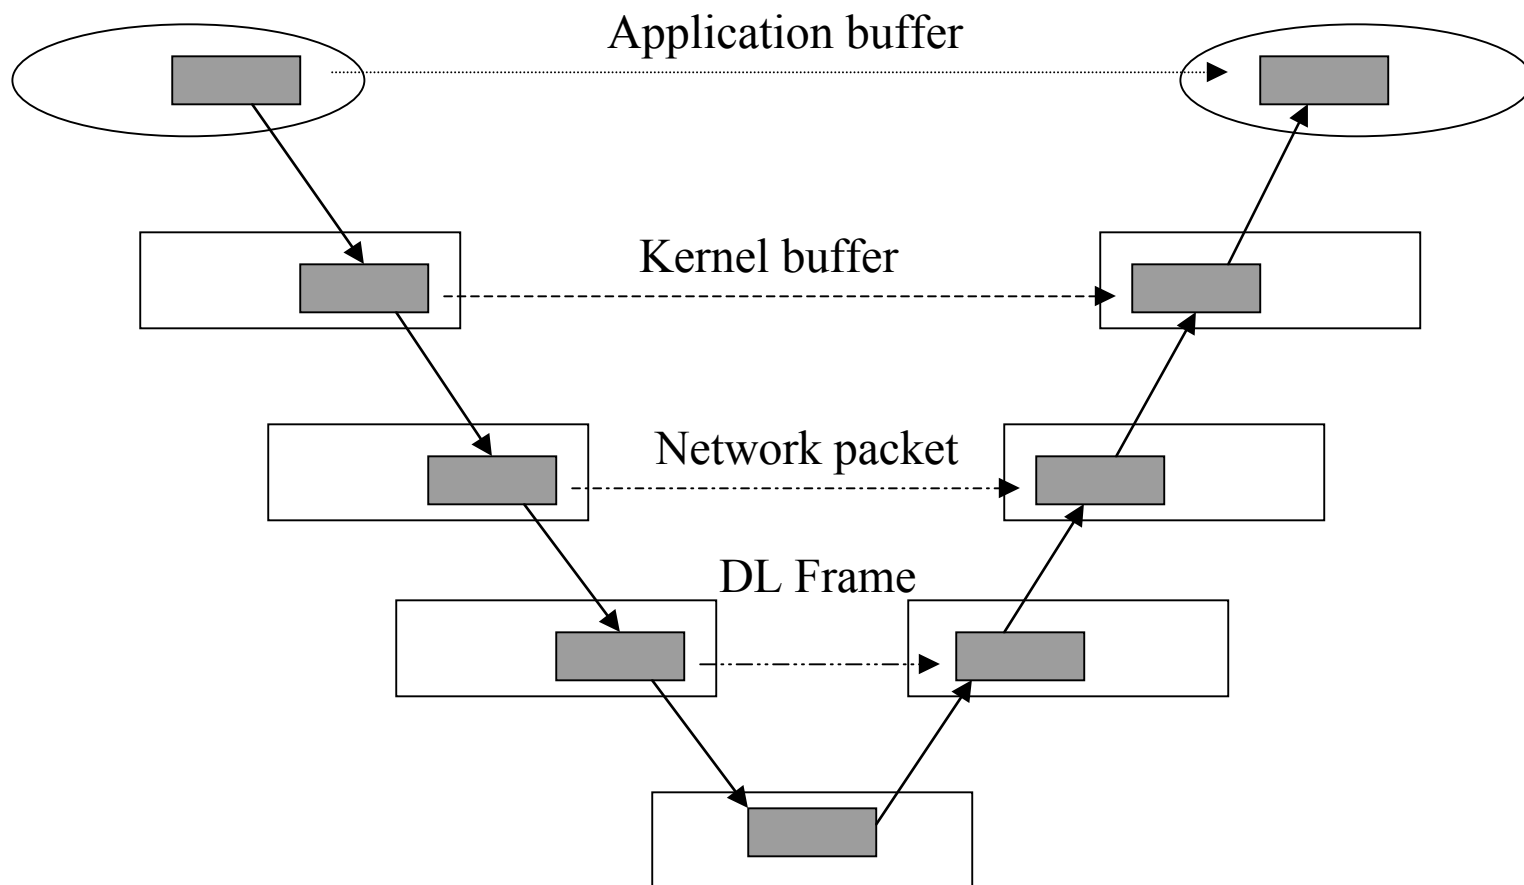 Application buffer
Kernel buffer
Network packet
DL Frame